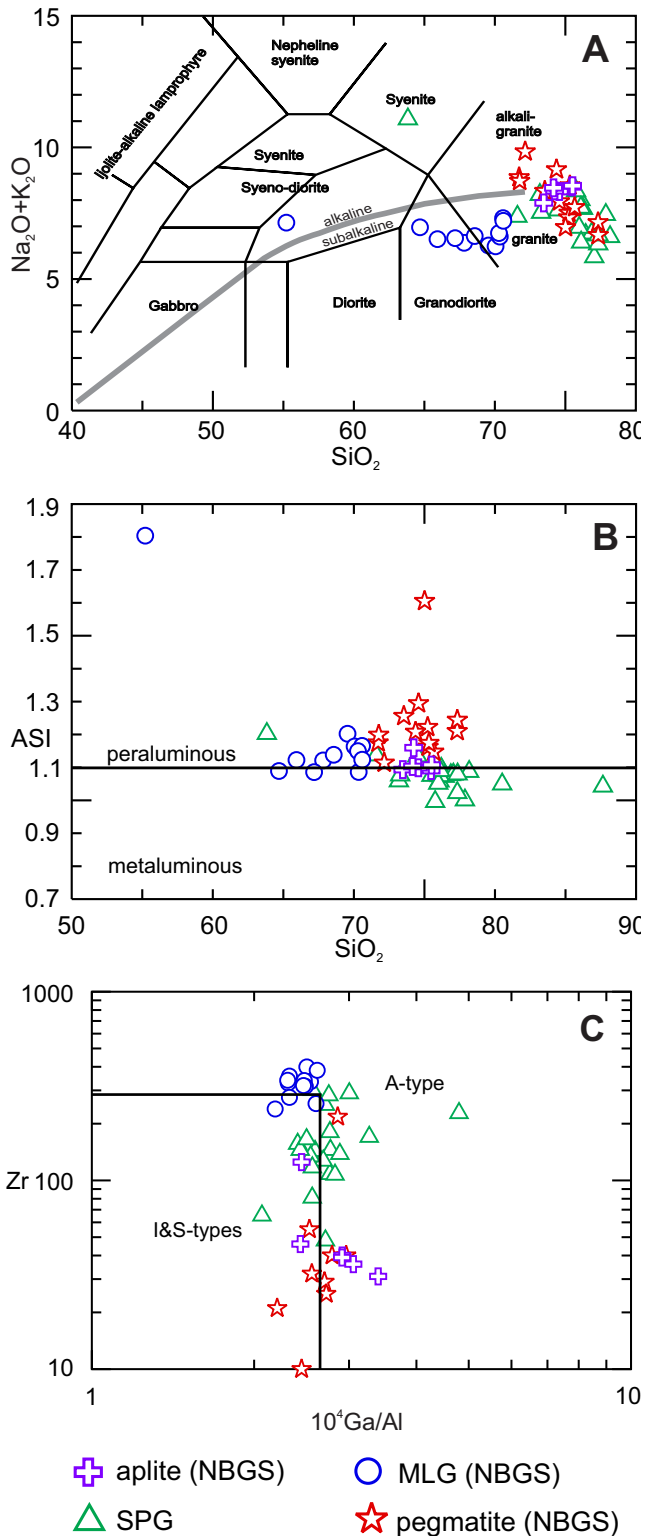 15
A
Nepheline
syenite
Ijolite-alkaline lamprophyre
Syenite
alkali-
granite
10
Syenite
Syeno-diorite
alkaline
subalkaline
granite
Na₂O+K₂O
5
Gabbro
Diorite
Granodiorite
0
40
50
60
70
80
SiO₂
1.9
B
1.7
1.5
1.3
ASI
peraluminous
1.1
0.9
metaluminous
0.7
50
60
70
80
90
SiO₂
1000
C
A-type
Zr
100
I&S-types
10
1
10⁴Ga/Al
10
aplite (NBGS)
MLG (NBGS)
SPG
pegmatite (NBGS)